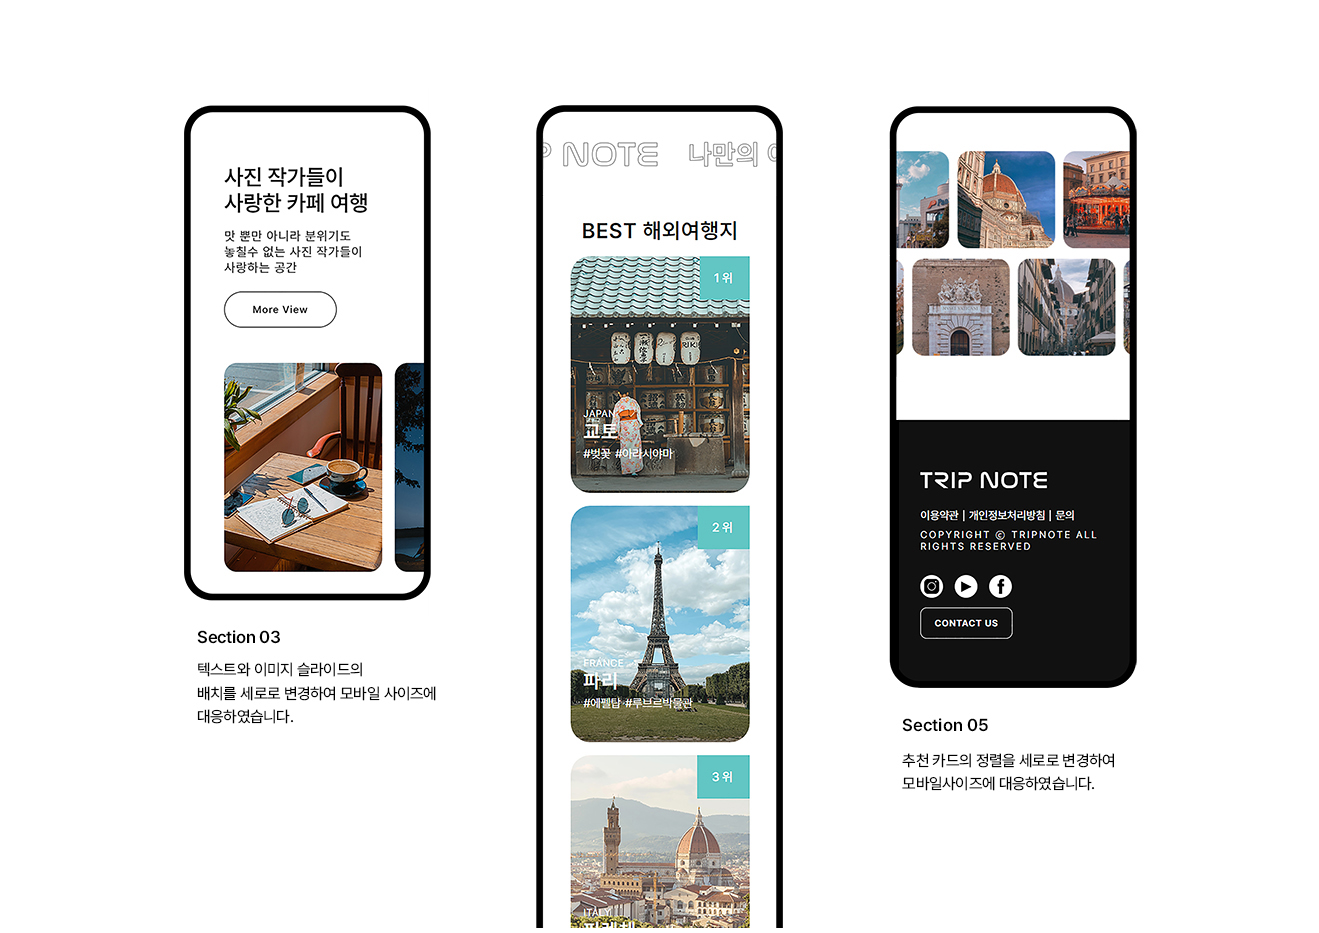 사진 작가들이
사랑한 카페 여행
맛 뿐만 아니라 분위기도
놓칠수 없는 사진 작가들이
사랑하는 공간
More View
Section 03
텍스트와 이미지 슬라이드의
배치를 세로로 변경하여 모바일 사이즈에
대응하였습니다.
P NOTE 나만의
BEST 해외여행지
1위
JAPAN
교토
#벚꽃 #아라시야마
2위
FRANCE
파리
#에펠탑 #루브르박물관
3위
ITALY
TRIP NOTE
이용약관 | 개인정보처리방침 | 문의
COPYRIGHT © TRIPNOTE ALL
RIGHTS RESERVED
CONTACT US
Section 05
추천 카드의 정렬을 세로로 변경하여
모바일사이즈에 대응하였습니다.